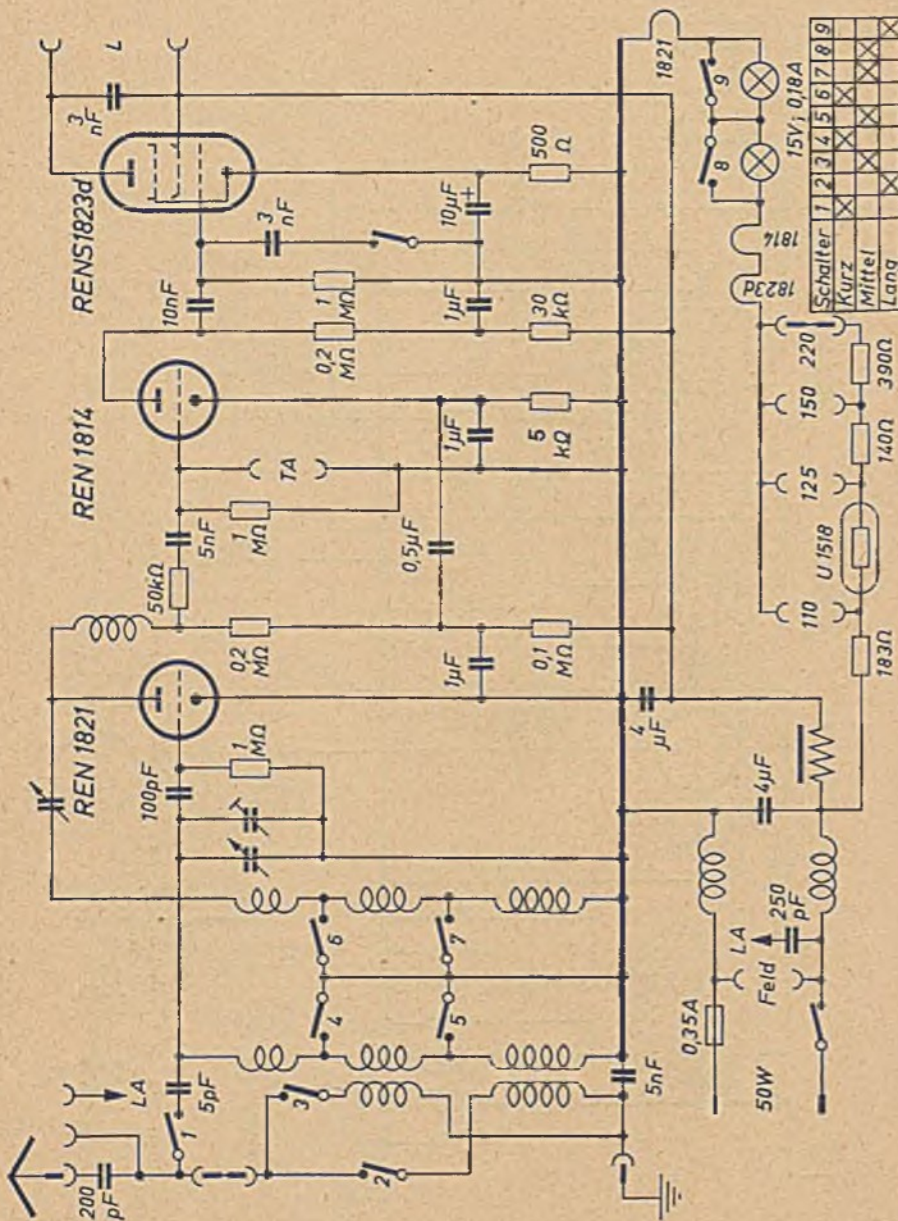 REN 1821
REN 1814
RENS1823d
200 pF
LA
1
5pF
3
2
4
5
6
7
5nF
100pF
1 MΩ
50kΩ
5nF
0,2 MΩ
1µF
0,1 MΩ
4 µF
1 MΩ
TA
0,5µF
1µF
5 kΩ
10nF
0,2 MΩ
1 MΩ
1µF
30 kΩ
3 nF
10µF +
500 Ω
3 nF
L
0,35A
50W
Feld
LA
250 pF
4µF
183Ω
U 1518
140Ω
390Ω
110
125
150
220
1823d
1814
8
9
15V; 0,18A
1821
Schalter 1 2 3 4 5 6 7 8 9
Kurz X X X
Mittel X X X X
Lang X X